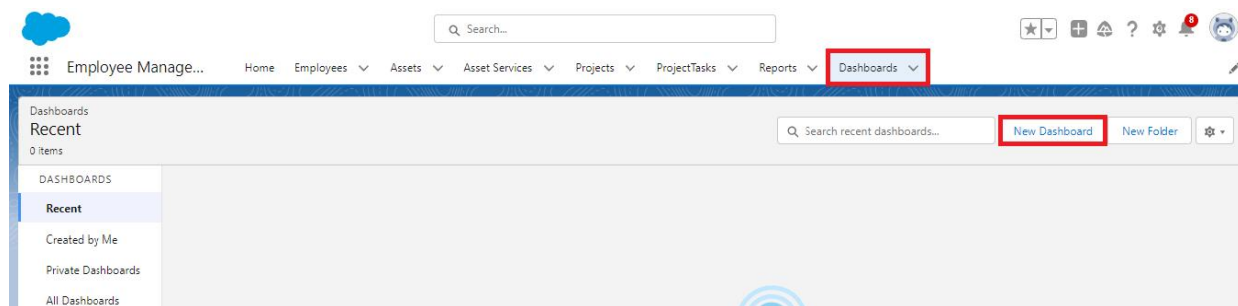 Search...
8
Employee Manage... Home Employees Assets Asset Services Projects ProjectTasks Reports Dashboards
Dashboards
Recent
0 items
Search recent dashboards...
New Dashboard
New Folder
DASHBOARDS
Recent
Created by Me
Private Dashboards
All Dashboards